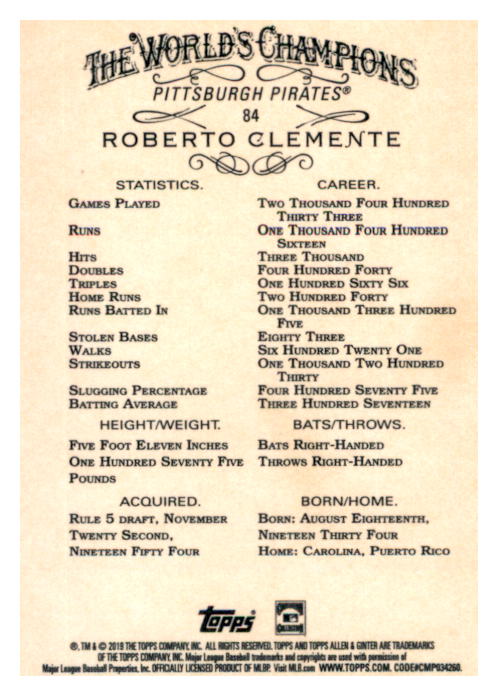 THE WORLD'S CHAMPIONS
PITTSBURGH PIRATES®
84
ROBERTO CLEMENTE
STATISTICS. CAREER.
GAMES PLAYED TWO THOUSAND FOUR HUNDRED
THIRTY THREE
RUNS ONE THOUSAND FOUR HUNDRED
SIXTEEN
HITS THREE THOUSAND
DOUBLES FOUR HUNDRED FORTY
TRIPLES ONE HUNDRED SIXTY SIX
HOME RUNS TWO HUNDRED FORTY
RUNS BATTED IN ONE THOUSAND THREE HUNDRED
FIVE
STOLEN BASES EIGHTY THREE
WALKS SIX HUNDRED TWENTY ONE
STRIKEOUTS ONE THOUSAND TWO HUNDRED
THIRTY
SLUGGING PERCENTAGE FOUR HUNDRED SEVENTY FIVE
BATTING AVERAGE THREE HUNDRED SEVENTEEN
HEIGHT/WEIGHT. BATS/THROWS.
FIVE FOOT ELEVEN INCHES BATS RIGHT-HANDED
ONE HUNDRED SEVENTY FIVE THROWS RIGHT-HANDED
POUNDS
ACQUIRED. BORN/HOME.
RULE 5 DRAFT, NOVEMBER BORN: AUGUST EIGHTEENTH,
TWENTY SECOND, NINETEEN THIRTY FOUR
NINETEEN FIFTY FOUR HOME: CAROLINA, PUERTO RICO
topps
®, TM & © 2019 THE TOPPS COMPANY, INC. ALL RIGHTS RESERVED. TOPPS AND TOPPS ALLEN & GINTER ARE TRADEMARKS
OF THE TOPPS COMPANY, INC. Major League Baseball trademarks and copyrights are used with permission of
Major League Baseball Properties, Inc. OFFICIALLY LICENSED PRODUCT OF MLBP. Visit MLB.com WWW.TOPPS.COM. CODE#CMP034260.